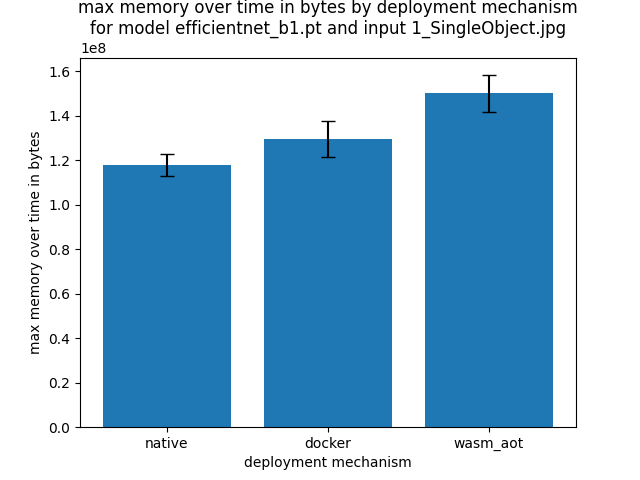 max memory over time in bytes by deployment mechanism
for model efficientnet_b1.pt and input 1_SingleObject.jpg
1e8
1.6
1.4
1.2
1.0
0.8
0.6
0.4
0.2
0.0
max memory over time in bytes
native docker wasm_aot
deployment mechanism